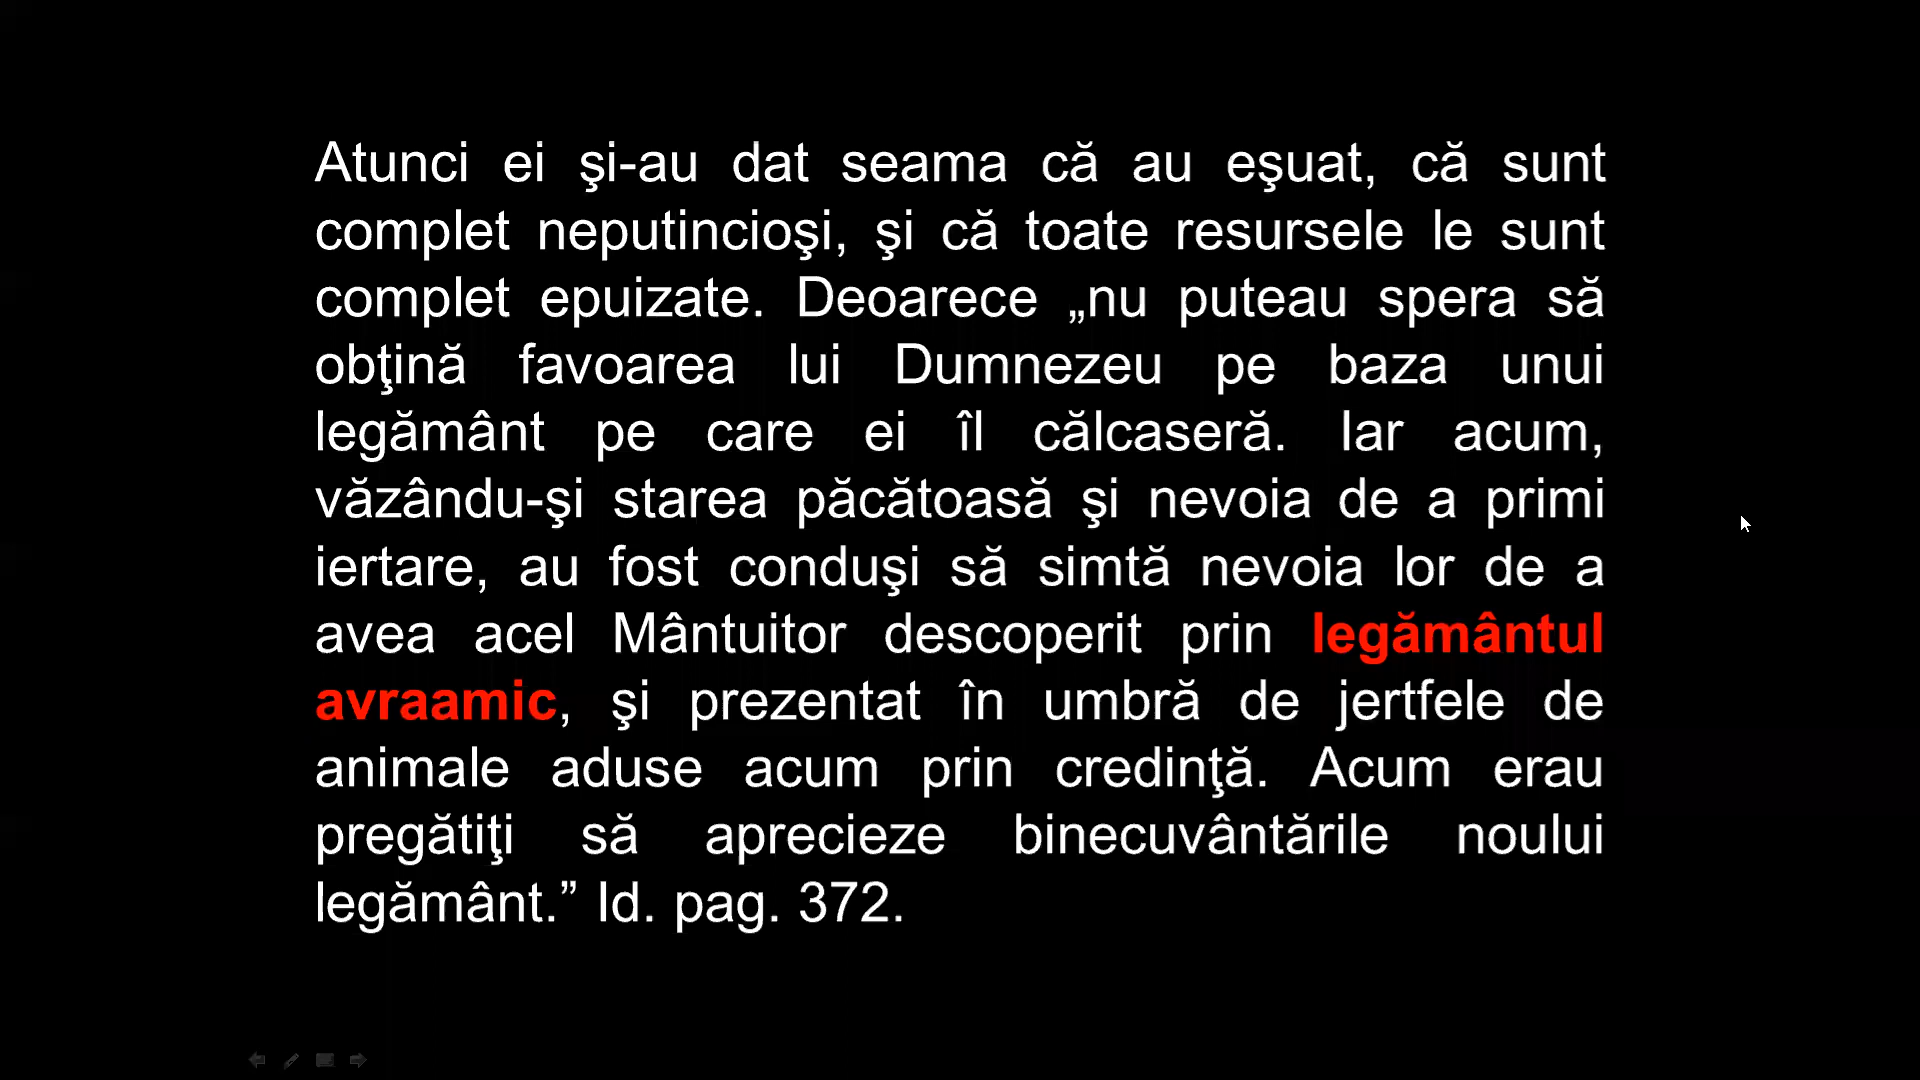 Atunci ei şi-au dat seama că au eşuat, că sunt
complet neputincioşi, şi că toate resursele le sunt
complet epuizate. Deoarece „nu puteau spera să
obţină favoarea lui Dumnezeu pe baza unui
legământ pe care ei îl călcaseră. Iar acum,
văzându-şi starea păcătoasă şi nevoia de a primi
iertare, au fost conduşi să simtă nevoia lor de a
avea acel Mântuitor descoperit prin legământul
avraamic, şi prezentat în umbră de jertfele de
animale aduse acum prin credinţă. Acum erau
pregătiţi să aprecieze binecuvântările noului
legământ.” Id. pag. 372.